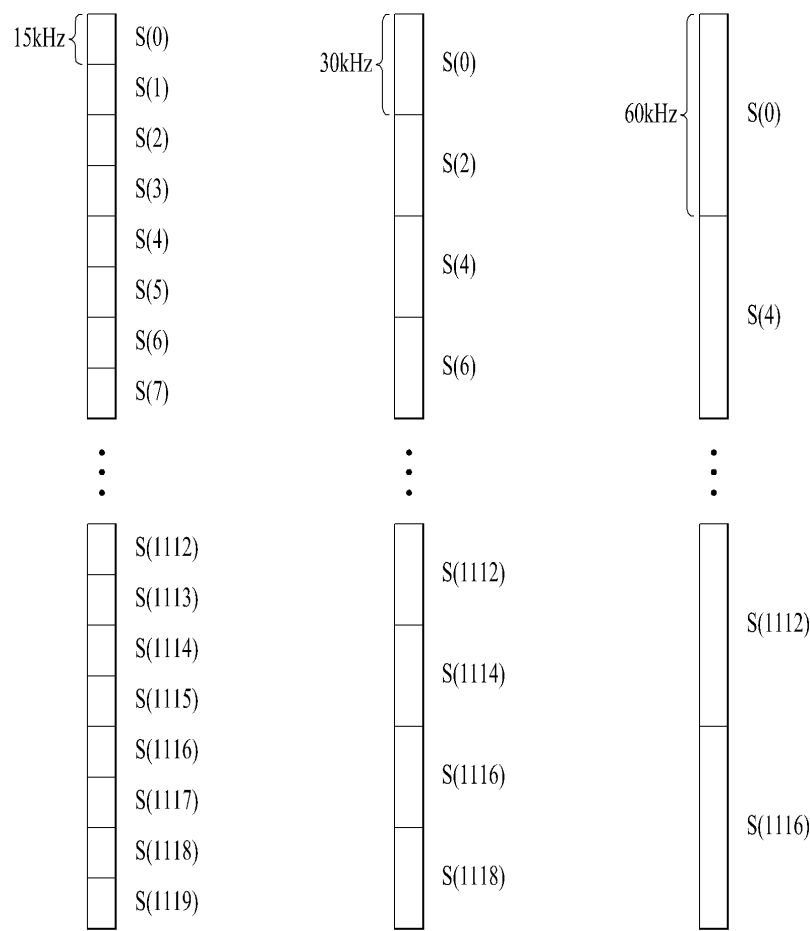 15kHz
S(0)
S(1)
S(2)
S(3)
S(4)
S(5)
S(6)
S(7)
S(1112)
S(1113)
S(1114)
S(1115)
S(1116)
S(1117)
S(1118)
S(1119)
30kHz
S(0)
S(2)
S(4)
S(6)
S(1112)
S(1114)
S(1116)
S(1118)
60kHz
S(0)
S(4)
S(1112)
S(1116)